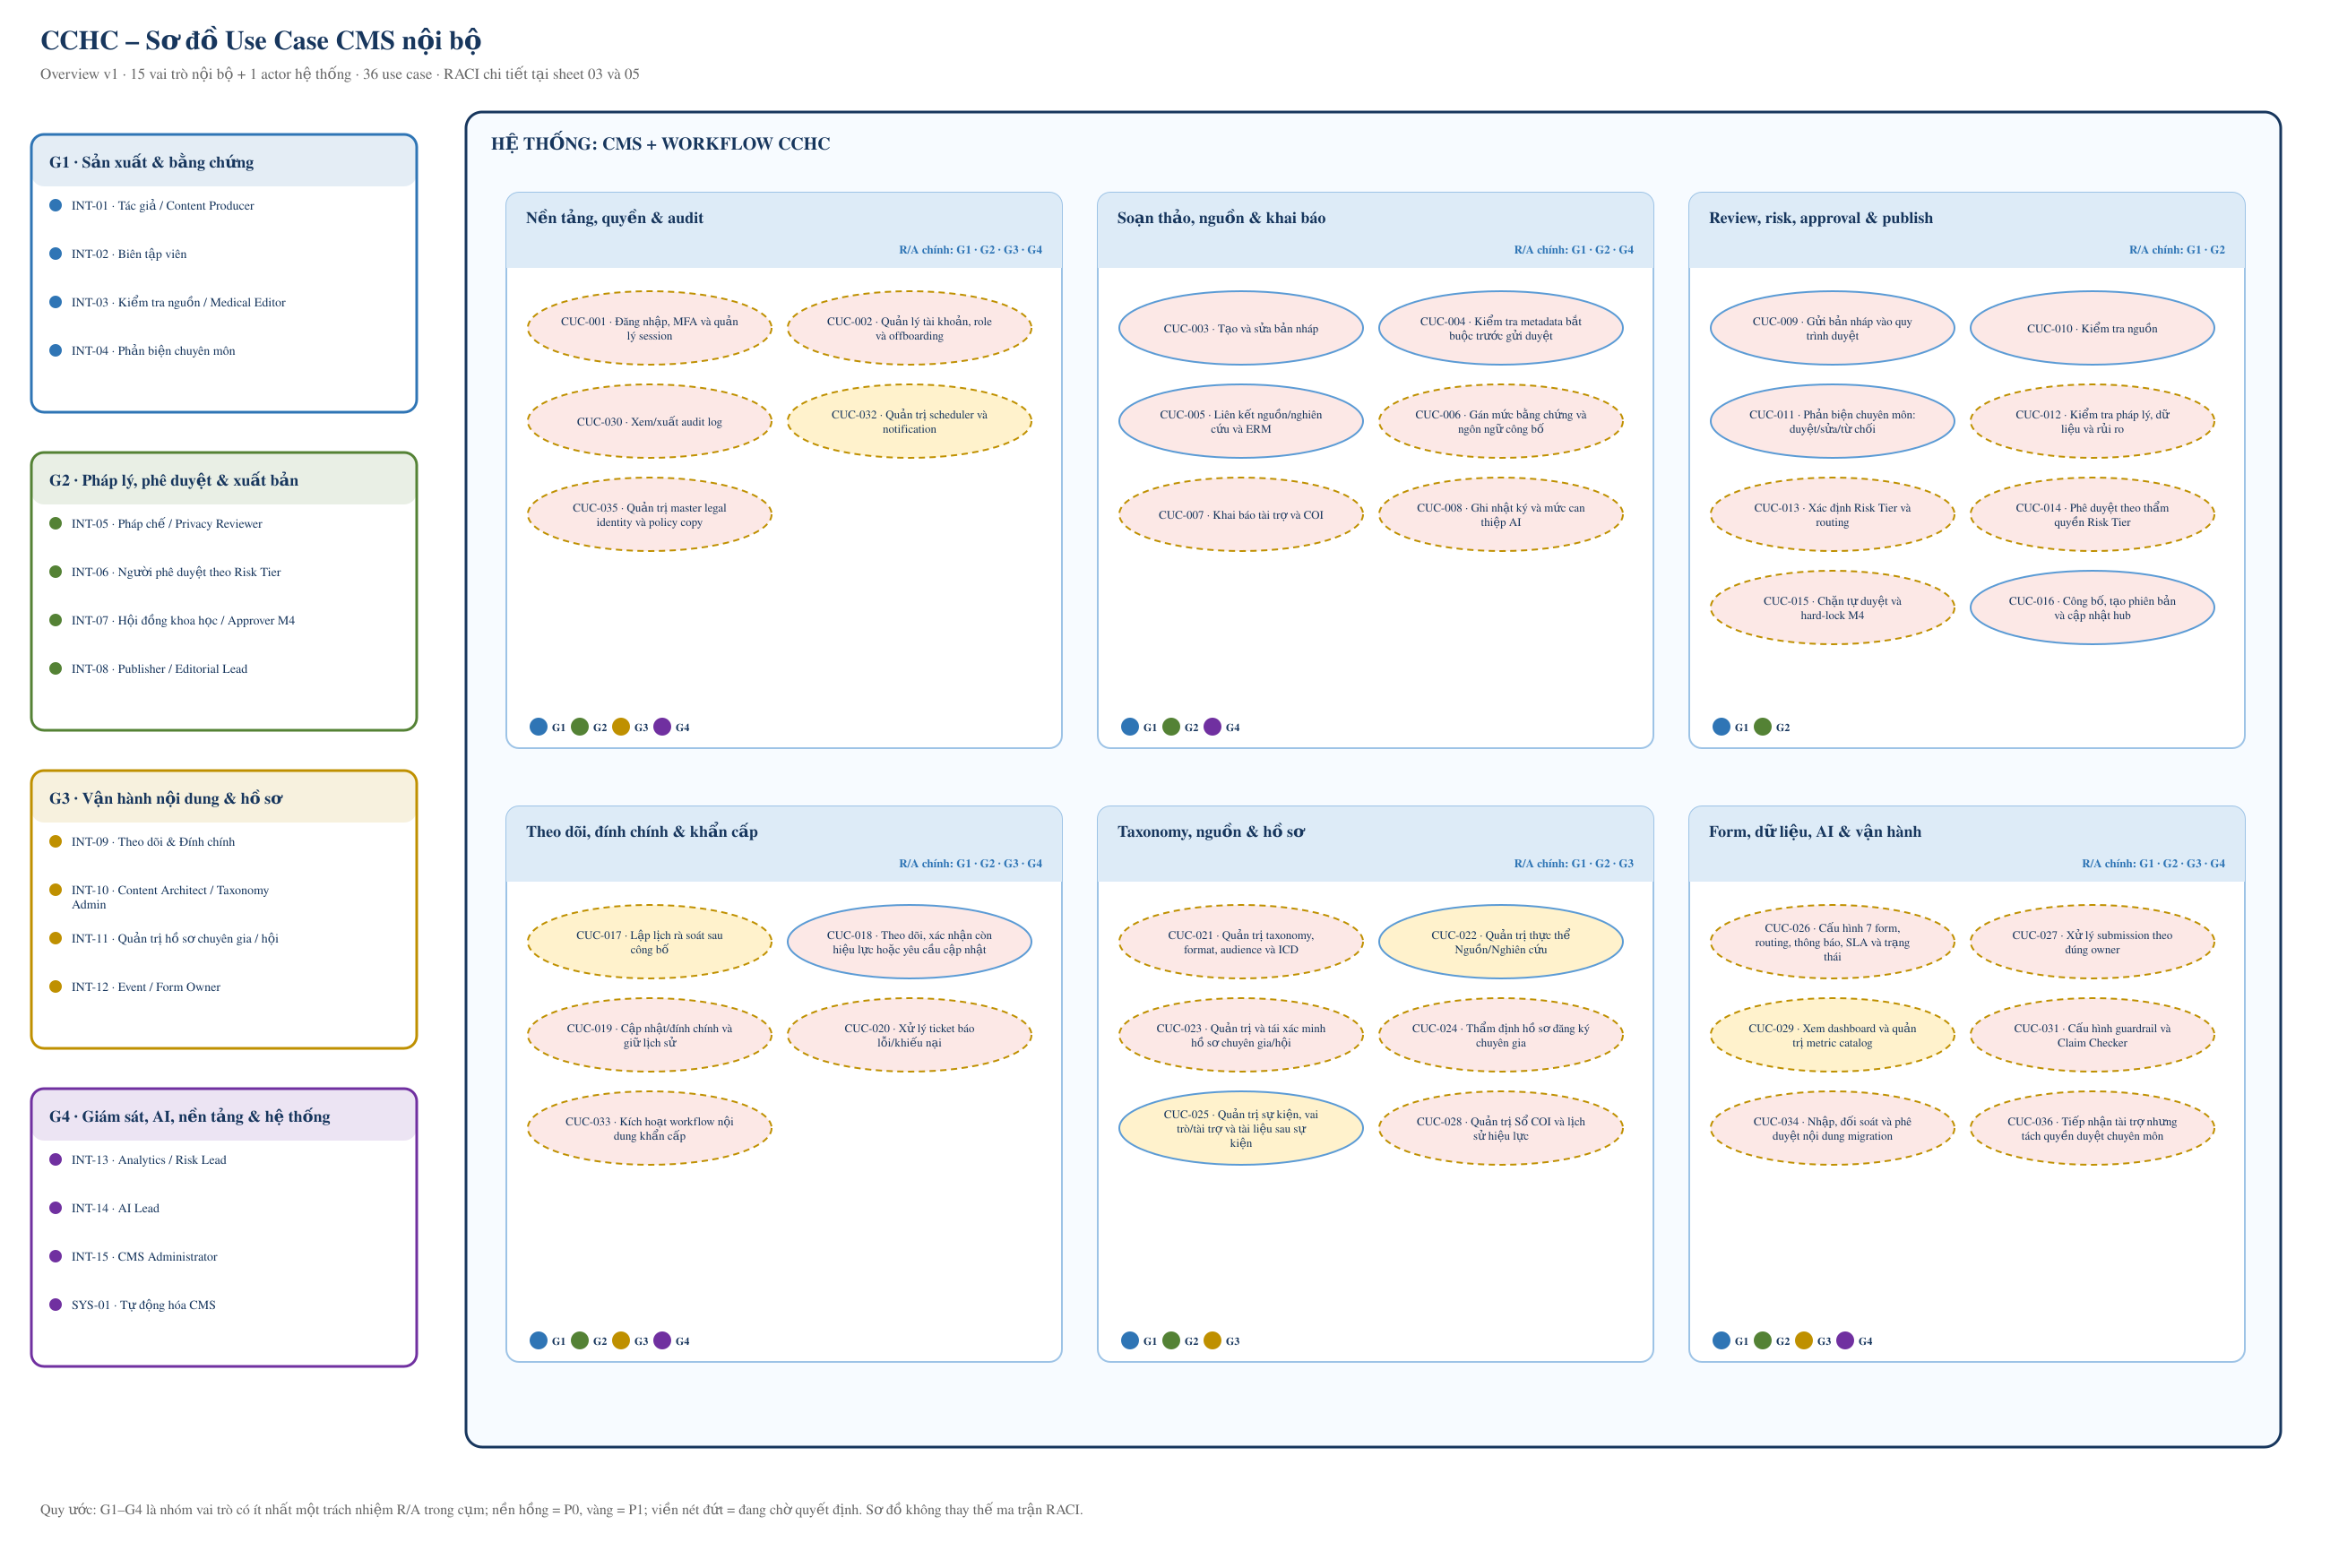 CCHC – Sơ đồ Use Case CMS nội bộ
Overview v1 · 15 vai trò nội bộ + 1 actor hệ thống · 36 use case · RACI chi tiết tại sheet 03 và 05
G1 · Sản xuất & bằng chứng
INT-01 · Tác giả / Content Producer
INT-02 · Biên tập viên
INT-03 · Kiểm tra nguồn / Medical Editor
INT-04 · Phản biện chuyên môn
G2 · Pháp lý, phê duyệt & xuất bản
INT-05 · Pháp chế / Privacy Reviewer
INT-06 · Người phê duyệt theo Risk Tier
INT-07 · Hội đồng khoa học / Approver M4
INT-08 · Publisher / Editorial Lead
G3 · Vận hành nội dung & hồ sơ
INT-09 · Theo dõi & Đính chính
INT-10 · Content Architect / Taxonomy
Admin
INT-11 · Quản trị hồ sơ chuyên gia / hội
INT-12 · Event / Form Owner
G4 · Giám sát, AI, nền tảng & hệ thống
INT-13 · Analytics / Risk Lead
INT-14 · AI Lead
INT-15 · CMS Administrator
SYS-01 · Tự động hóa CMS
HỆ THỐNG: CMS + WORKFLOW CCHC
Nền tảng, quyền & audit
R/A chính: G1 · G2 · G3 · G4
CUC-001 · Đăng nhập, MFA và quản
lý session
CUC-002 · Quản lý tài khoản, role
và offboarding
CUC-030 · Xem/xuất audit log
CUC-032 · Quản trị scheduler và
notification
CUC-035 · Quản trị master legal
identity và policy copy
G1 G2 G3 G4
Soạn thảo, nguồn & khai báo
R/A chính: G1 · G2 · G4
CUC-003 · Tạo và sửa bản nháp
CUC-004 · Kiểm tra metadata bắt
buộc trước gửi duyệt
CUC-005 · Liên kết nguồn/nghiên
cứu và ERM
CUC-006 · Gán mức bằng chứng và
ngôn ngữ công bố
CUC-007 · Khai báo tài trợ và COI
CUC-008 · Ghi nhật ký và mức can
thiệp AI
G1 G2 G4
Review, risk, approval & publish
R/A chính: G1 · G2
CUC-009 · Gửi bản nháp vào quy
trình duyệt
CUC-010 · Kiểm tra nguồn
CUC-011 · Phản biện chuyên môn:
duyệt/sửa/từ chối
CUC-012 · Kiểm tra pháp lý, dữ
liệu và rủi ro
CUC-013 · Xác định Risk Tier và
routing
CUC-014 · Phê duyệt theo thẩm
quyền Risk Tier
CUC-015 · Chặn tự duyệt và
hard-lock M4
CUC-016 · Công bố, tạo phiên bản
và cập nhật hub
G1 G2
Theo dõi, đính chính & khẩn cấp
R/A chính: G1 · G2 · G3 · G4
CUC-017 · Lập lịch rà soát sau
công bố
CUC-018 · Theo dõi, xác nhận còn
hiệu lực hoặc yêu cầu cập nhật
CUC-019 · Cập nhật/đính chính và
giữ lịch sử
CUC-020 · Xử lý ticket báo
lỗi/khiếu nại
CUC-033 · Kích hoạt workflow nội
dung khẩn cấp
G1 G2 G3 G4
Taxonomy, nguồn & hồ sơ
R/A chính: G1 · G2 · G3
CUC-021 · Quản trị taxonomy,
format, audience và ICD
CUC-022 · Quản trị thực thể
Nguồn/Nghiên cứu
CUC-023 · Quản trị và tái xác minh
hồ sơ chuyên gia/hội
CUC-024 · Thẩm định hồ sơ đăng ký
chuyên gia
CUC-025 · Quản trị sự kiện, vai
trò/tài trợ và tài liệu sau sự
kiện
CUC-028 · Quản trị Sổ COI và lịch
sử hiệu lực
G1 G2 G3
Form, dữ liệu, AI & vận hành
R/A chính: G1 · G2 · G3 · G4
CUC-026 · Cấu hình 7 form,
routing, thông báo, SLA và trạng
thái
CUC-027 · Xử lý submission theo
đúng owner
CUC-029 · Xem dashboard và quản
trị metric catalog
CUC-031 · Cấu hình guardrail và
Claim Checker
CUC-034 · Nhập, đối soát và phê
duyệt nội dung migration
CUC-036 · Tiếp nhận tài trợ nhưng
tách quyền duyệt chuyên môn
G1 G2 G3 G4
Quy ước: G1–G4 là nhóm vai trò có ít nhất một trách nhiệm R/A trong cụm; nền hồng = P0, vàng = P1; viền nét đứt = đang chờ quyết định. Sơ đồ không thay thế ma trận RACI.